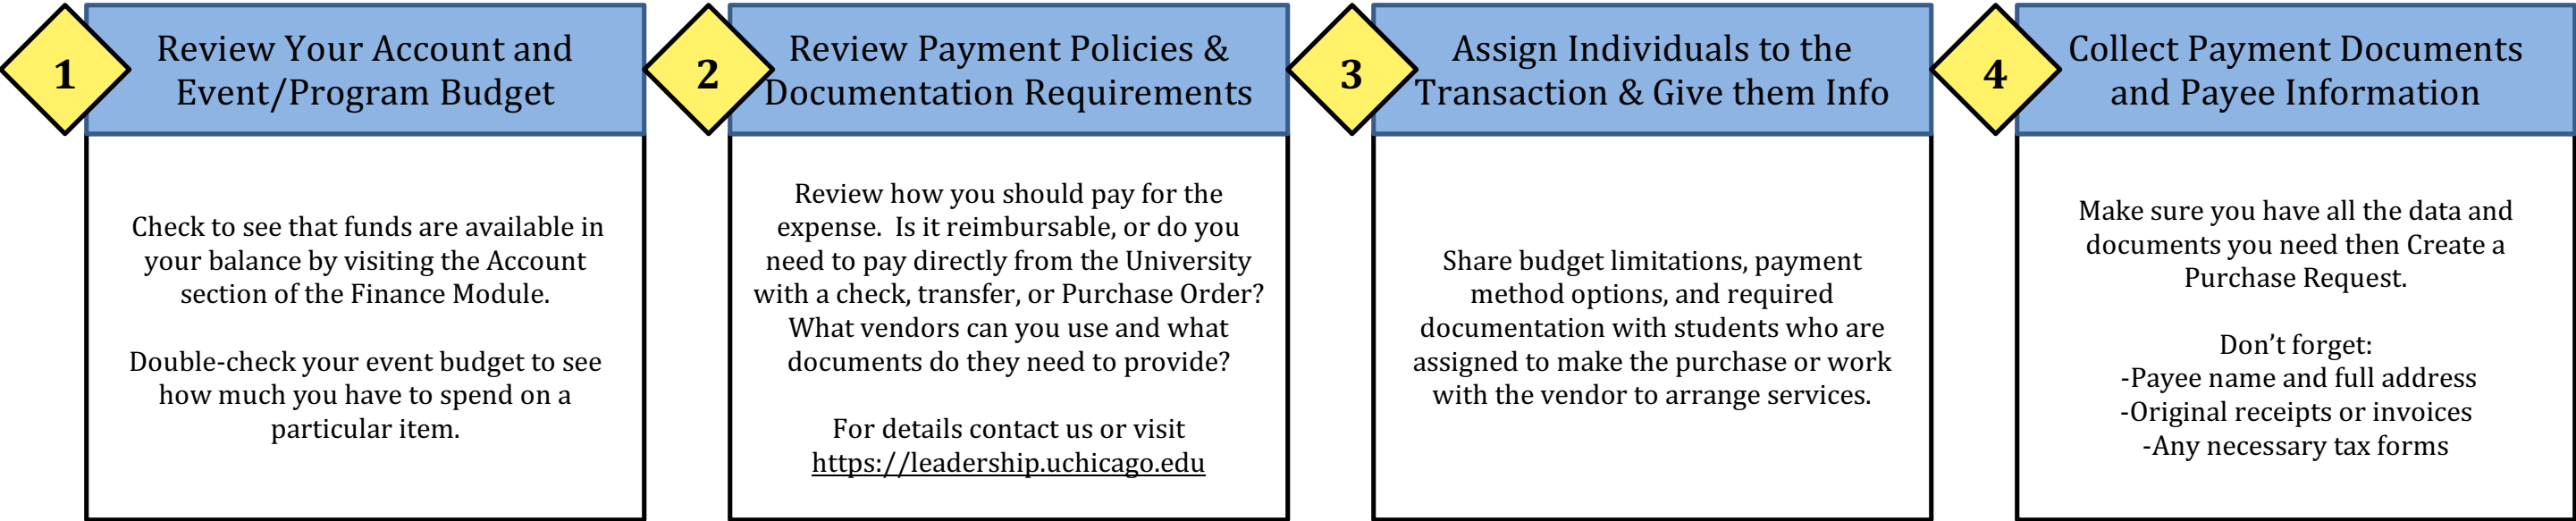 1
Review Your Account and
Event/Program Budget
Check to see that funds are available in
your balance by visiting the Account
section of the Finance Module.
Double-check your event budget to see
how much you have to spend on a
particular item.
2
Review Payment Policies &
Documentation Requirements
Review how you should pay for the
expense.  Is it reimbursable, or do you
need to pay directly from the University
with a check, transfer, or Purchase Order?
What vendors can you use and what
documents do they need to provide?
For details contact us or visit
https://leadership.uchicago.edu
3
Assign Individuals to the
Transaction & Give them Info
Share budget limitations, payment
method options, and required
documentation with students who are
assigned to make the purchase or work
with the vendor to arrange services.
4
Collect Payment Documents
and Payee Information
Make sure you have all the data and
documents you need then Create a
Purchase Request.
Don’t forget:
-Payee name and full address
-Original receipts or invoices
-Any necessary tax forms